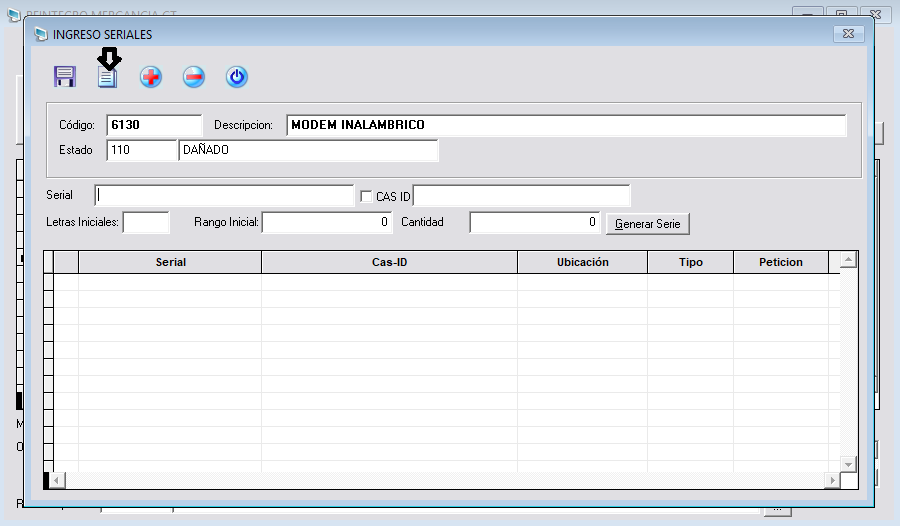 REINTEGRO MERCANCIA CT
INGRESO SERIALES
Código: 6130 Descripcion: MODEM INALAMBRICO
Estado 110 DAÑADO
Serial CAS ID
Letras Iniciales: Rango Inicial: 0 Cantidad 0 Generar Serie
Serial Cas-ID Ubicación Tipo Peticion
...